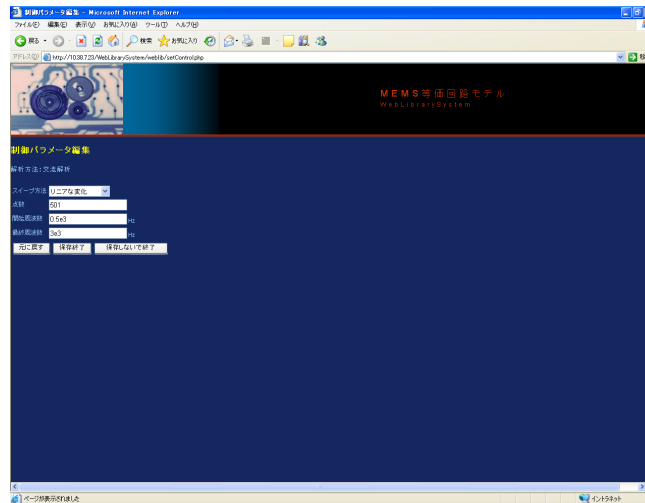 制御パラメータ編集 - Microsoft Internet Explorer
ファイル(F) 編集(E) 表示(V) お気に入り(A) ツール(T) ヘルプ(H)
戻る 検索 お気に入り
アドレス(D) http://10.38.7.23/WebLibrarySystem/weblib/setControl.php 移
MEMS等価回路モデル
WebLibrarySystem
制御パラメータ編集
解析方法:交流解析
スイープ方法 リニアな変化
点数 501
開始周波数 0.5e3 Hz
最終周波数 3e3 Hz
元に戻す 保存終了 保存しないで終了
ページが表示されました イントラネット